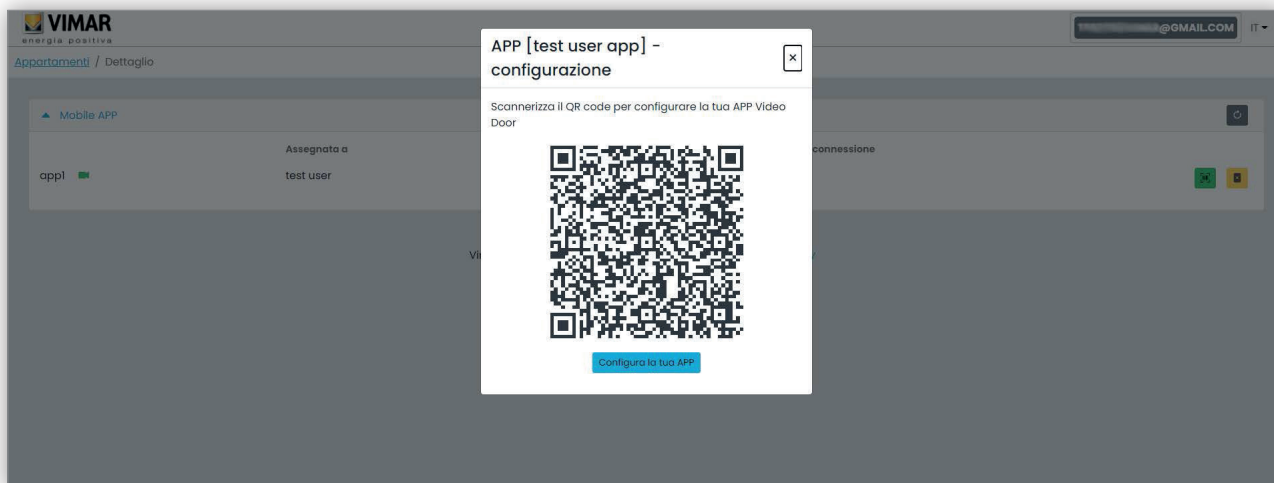 VIMAR
energia positiva
@GMAIL.COM
IT
Appartamenti / Dettaglio
APP [test user app] -
configurazione
Scannerizza il QR code per configurare la tua APP Video
Door
Mobile APP
Assegnata a
connessione
app1
test user
Configura la tua APP